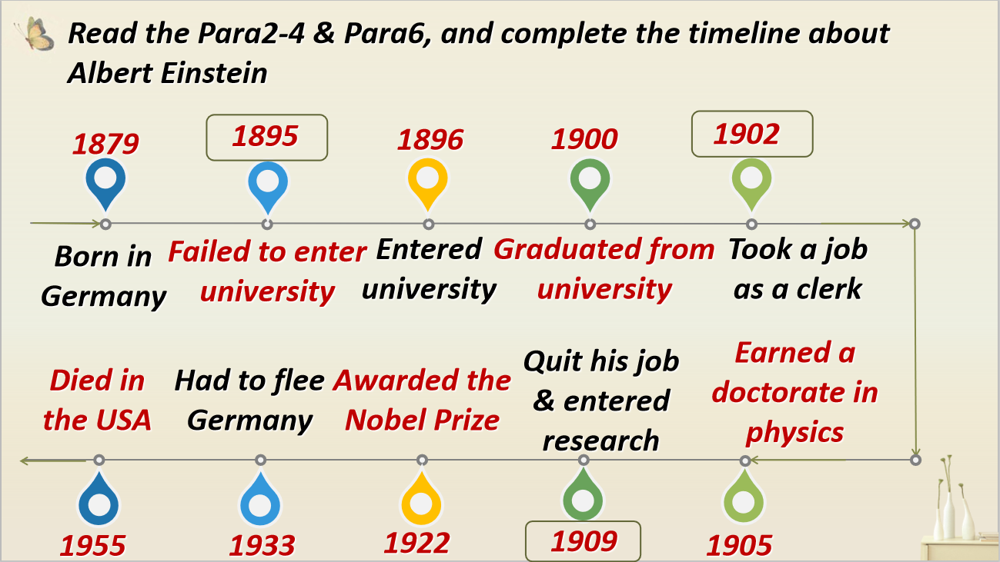 Read the Para2-4 & Para6, and complete the timeline about
Albert Einstein
1879
1895
1896
1900
1902
Born in
Germany
Failed to enter
university
Entered
university
Graduated from
university
Took a job
as a clerk
Died in
the USA
Had to flee
Germany
Awarded the
Nobel Prize
Quit his job
& entered
research
Earned a
doctorate in
physics
1955
1933
1922
1909
1905